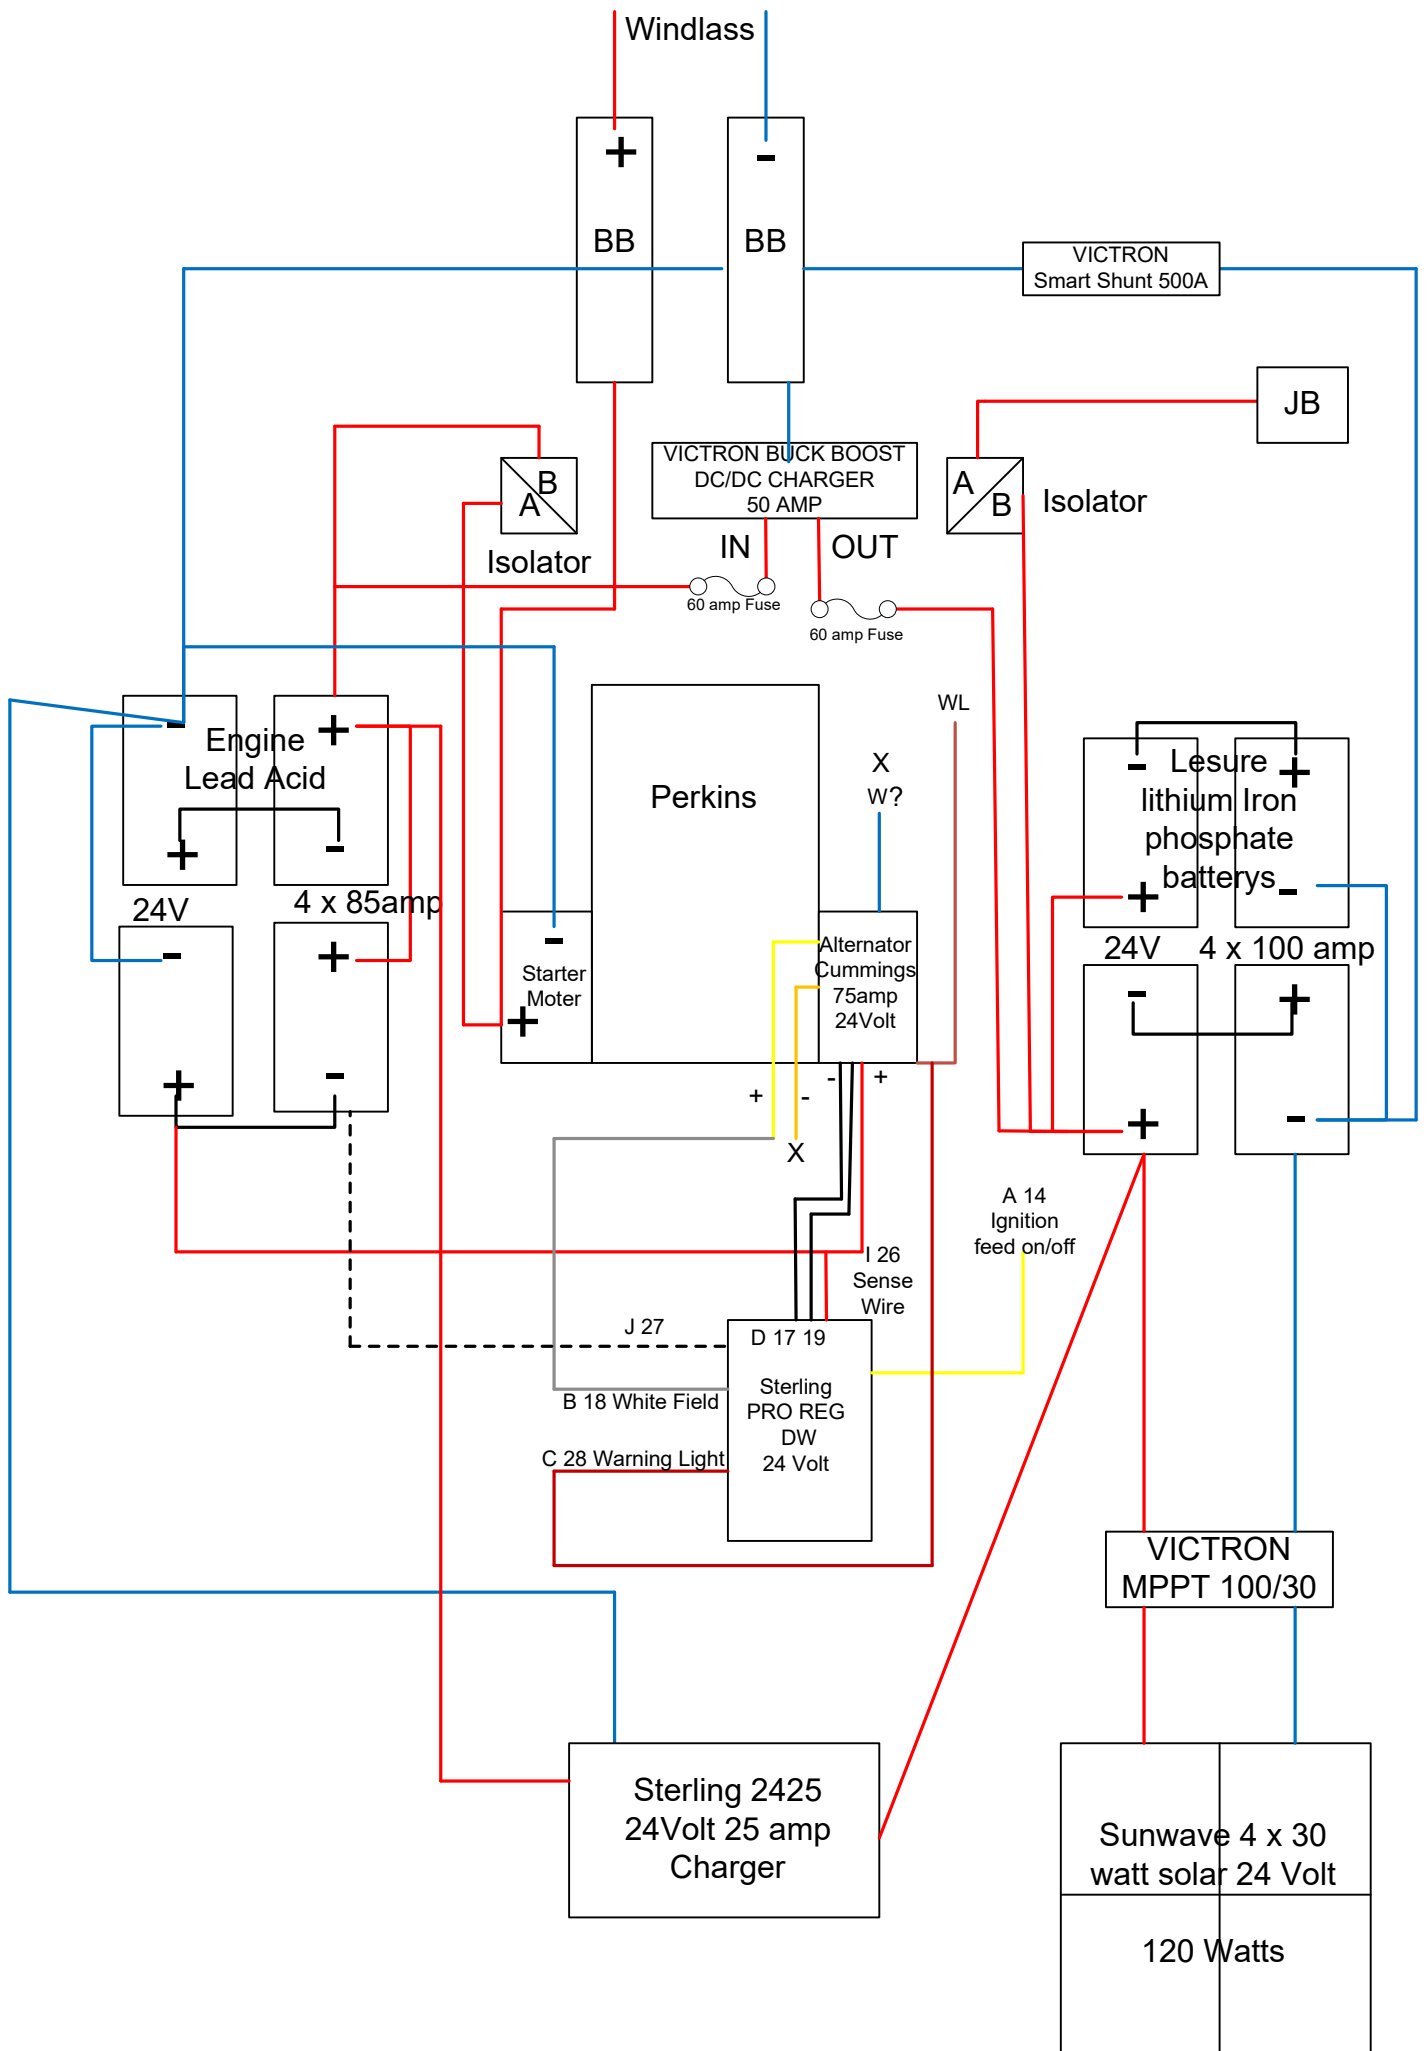 Windlass
+
-
BB
BB
VICTRON
Smart Shunt 500A
JB
VICTRON BUCK BOOST
DC/DC CHARGER
50 AMP
B
A
Isolator
A
B
Isolator
IN
OUT
60 amp Fuse
60 amp Fuse
WL
-
+
Engine
Lead Acid
+
-
24V
4 x 85amp
-
+
+
-
Perkins
X
W?
-
Starter
Moter
+
Alternator
Cummings
75amp
24Volt
+
-
-
+
X
-
+
Lesure
lithium Iron
phosphate
batterys
+
-
24V
4 x 100 amp
-
+
+
-
A 14
Ignition
feed on/off
I 26
Sense
Wire
J 27
D 17 19
B 18 White Field
Sterling
PRO REG
DW
24 Volt
C 28 Warning Light
VICTRON
MPPT 100/30
Sterling 2425
24Volt 25 amp
Charger
Sunwave 4 x 30
watt solar 24 Volt
120 Watts